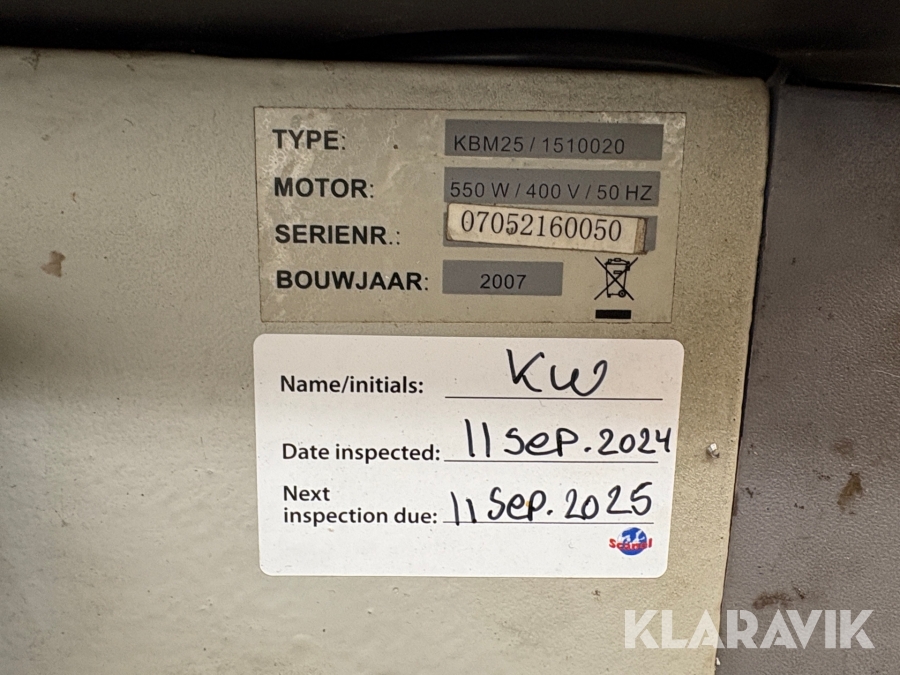 TYPE: KBM25 / 1510020
MOTOR: 550 W / 400 V / 50 HZ
SERIENR.: 07052160050
BOUWJAAR: 2007
Name/initials: KW
Date inspected: 11 sep. 2024
Next
inspection due: 11 sep. 2025
KLARAVIK